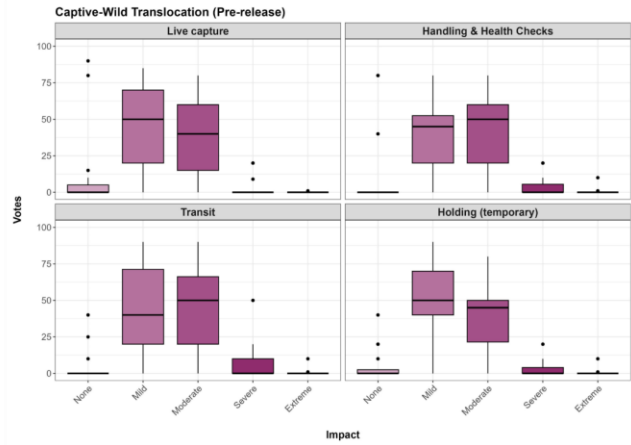 Captive-Wild Translocation (Pre-release)
Live capture
Handling & Health Checks
100
75
50
25
0
Transit
Holding (temporary)
100
75
50
25
0
Votes
None
Mild
Moderate
Severe
Extreme
None
Mild
Moderate
Severe
Extreme
Impact